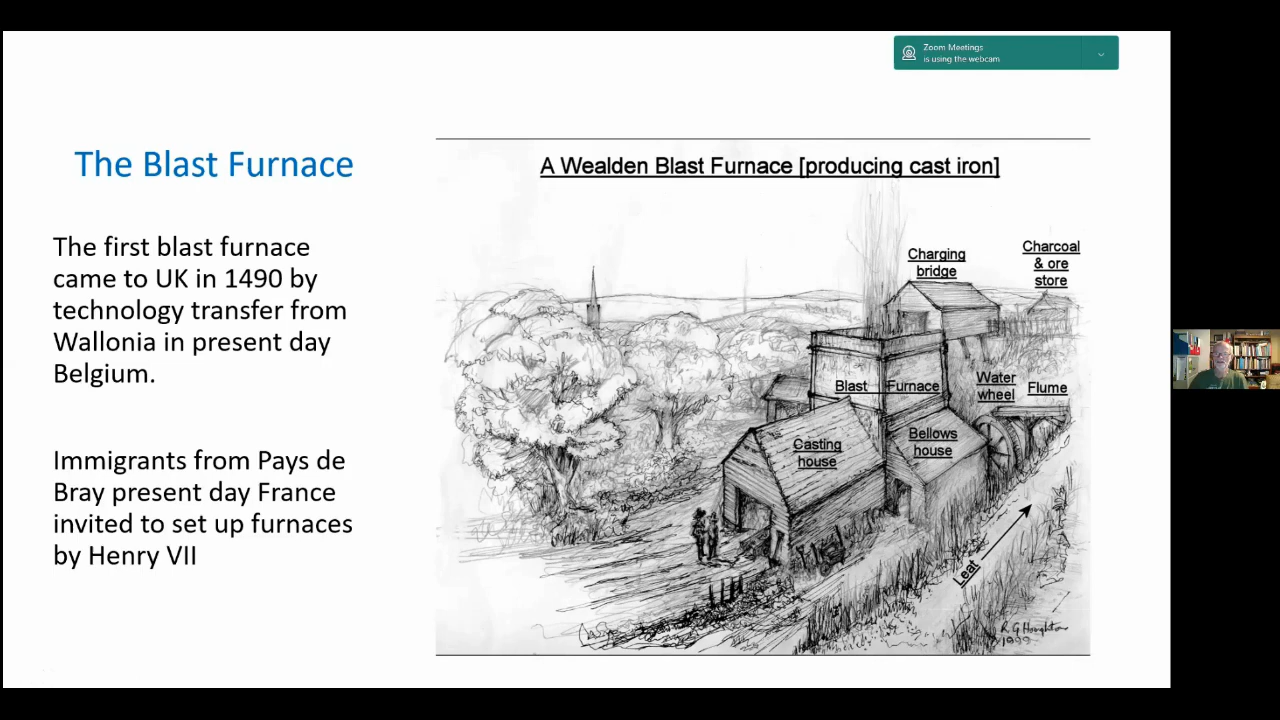 Zoom Meetings
is using the webcam
The Blast Furnace
The first blast furnace
came to UK in 1490 by
technology transfer from
Wallonia in present day
Belgium.
Immigrants from Pays de
Bray present day France
invited to set up furnaces
by Henry VII
A Wealden Blast Furnace [producing cast iron]
Charging
bridge
Charcoal
& ore
store
Blast Furnace
Water
wheel
Flume
Casting
house
Bellows
house
Leat
R G Houghton
1999